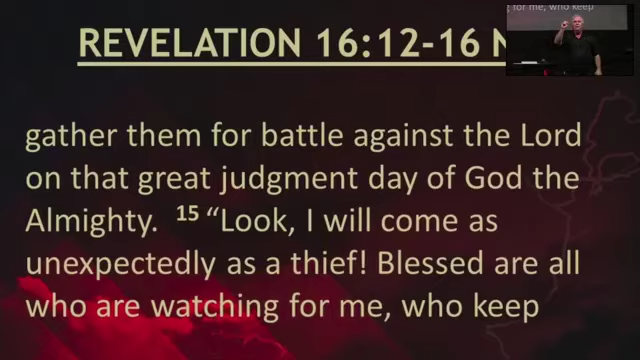 REVELATION 16:12-16 N
gather them for battle against the Lord
on that great judgment day of God the
Almighty. 15 “Look, I will come as
unexpectedly as a thief! Blessed are all
who are watching for me, who keep
for me, who keep